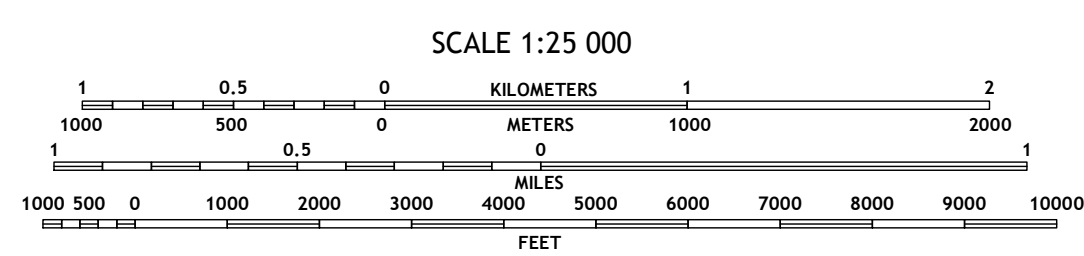 SCALE 1:25 000
1 0.5 0 KILOMETERS 1 2
1000 500 0 METERS 1000 2000
1 0.5 0 1
MILES
1000 500 0 1000 2000 3000 4000 5000 6000 7000 8000 9000 10000
FEET